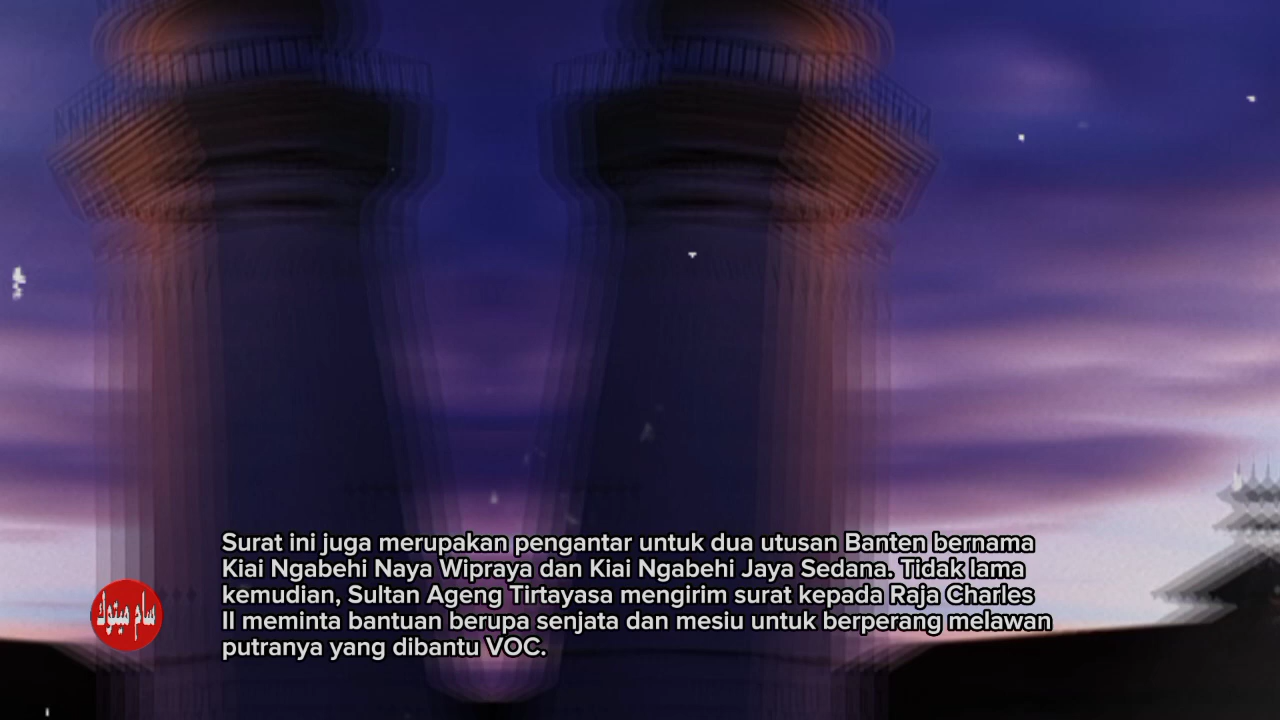 Surat ini juga merupakan pengantar untuk dua utusan Banten bernama
Kiai Ngabehi Naya Wipraya dan Kiai Ngabehi Jaya Sedana. Tidak lama
kemudian, Sultan Ageng Tirtayasa mengirim surat kepada Raja Charles
II meminta bantuan berupa senjata dan mesiu untuk berperang melawan
putranya yang dibantu VOC.
سام ميتوك